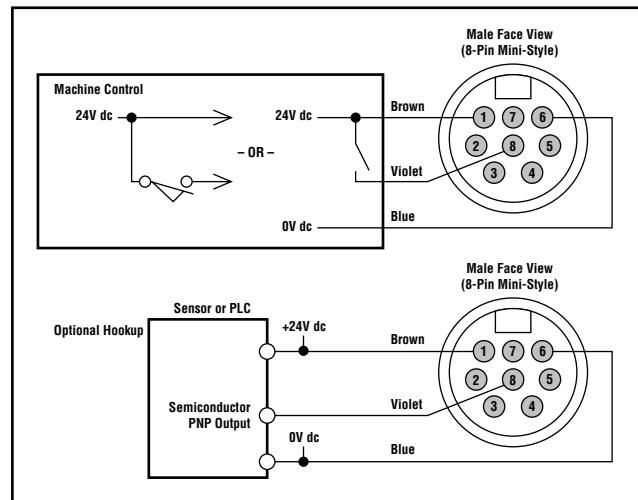 Male Face View
(8-Pin Mini-Style)
Machine Control
24V dc
24V dc
Brown
– OR –
Violet
0V dc
Blue
1 7 6
2 8 5
3 4
Male Face View
(8-Pin Mini-Style)
Sensor or PLC
Optional Hookup
+24V dc
Brown
Semiconductor
PNP Output
Violet
0V dc
Blue
1 7 6
2 8 5
3 4